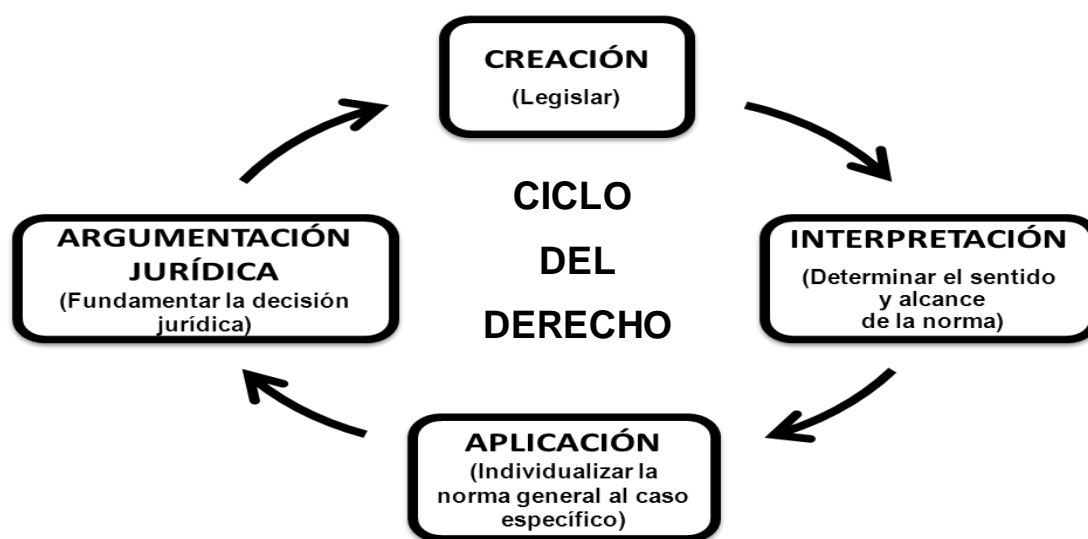 CREACIÓN
(Legislar)
CICLO
DEL
DERECHO
ARGUMENTACIÓN
JURÍDICA
(Fundamentar la decisión
jurídica)
INTERPRETACIÓN
(Determinar el sentido
y alcance
de la norma)
APLICACIÓN
(Individualizar la
norma general al caso
específico)